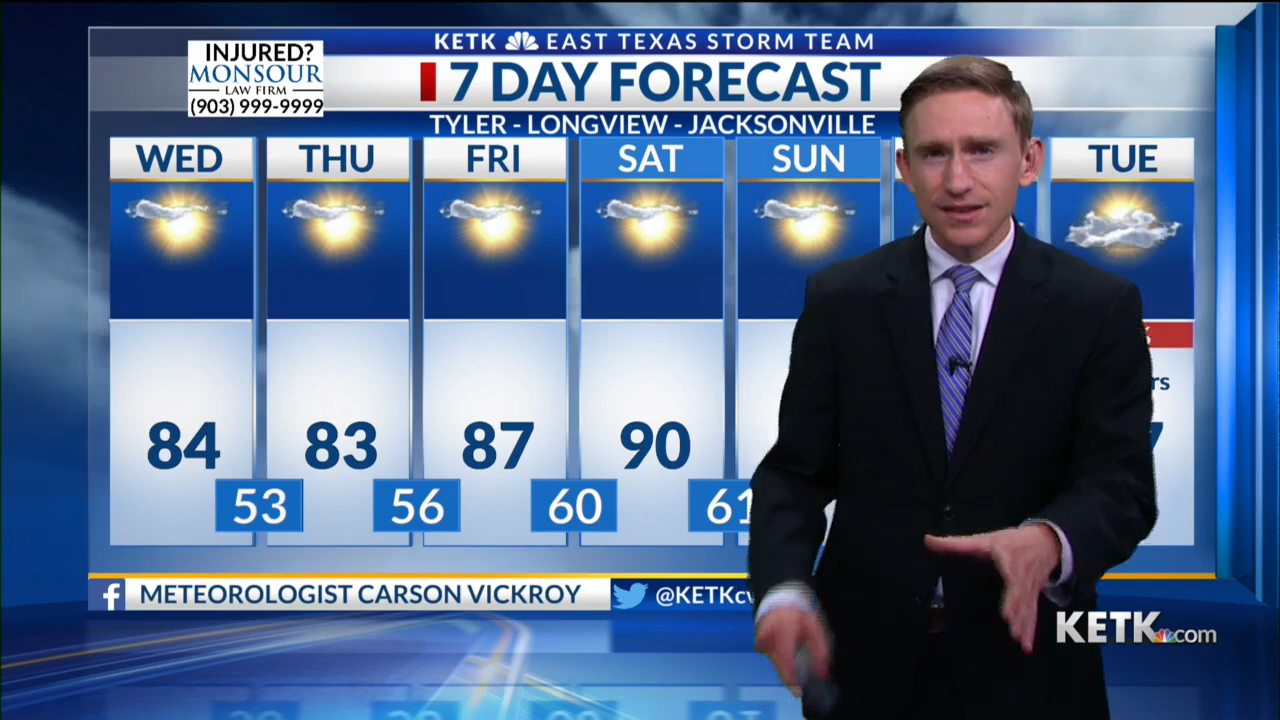 KETK EAST TEXAS STORM TEAM
INJURED?
MONSOUR
LAW FIRM
(903) 999-9999
7 DAY FORECAST
TYLER - LONGVIEW - JACKSONVILLE
WED THU FRI SAT SUN TUE
84 83 87 90
53 56 60 61
METEOROLOGIST CARSON VICKROY
KETK.com